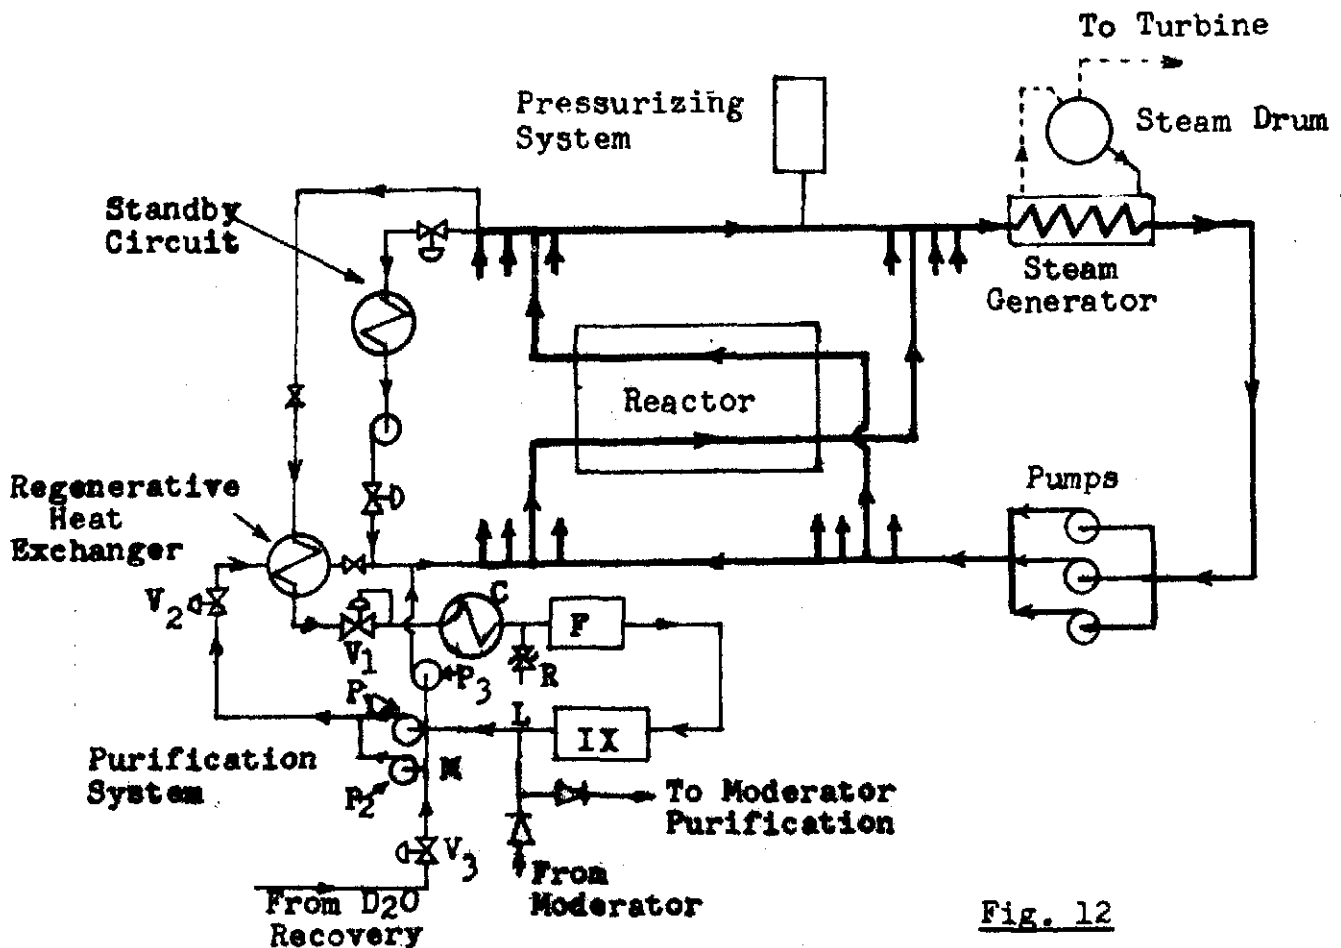 To Turbine
Pressurizing
System
Steam Drum
Standby
Circuit
Steam
Generator
Reactor
Regenerative
Heat
Exchanger
Pumps
V2
C
F
V1
P3
R
P1
L
IX
Purification
System
M
P2
To Moderator
Purification
V3
From
Moderator
From D2O
Recovery
Fig. 12